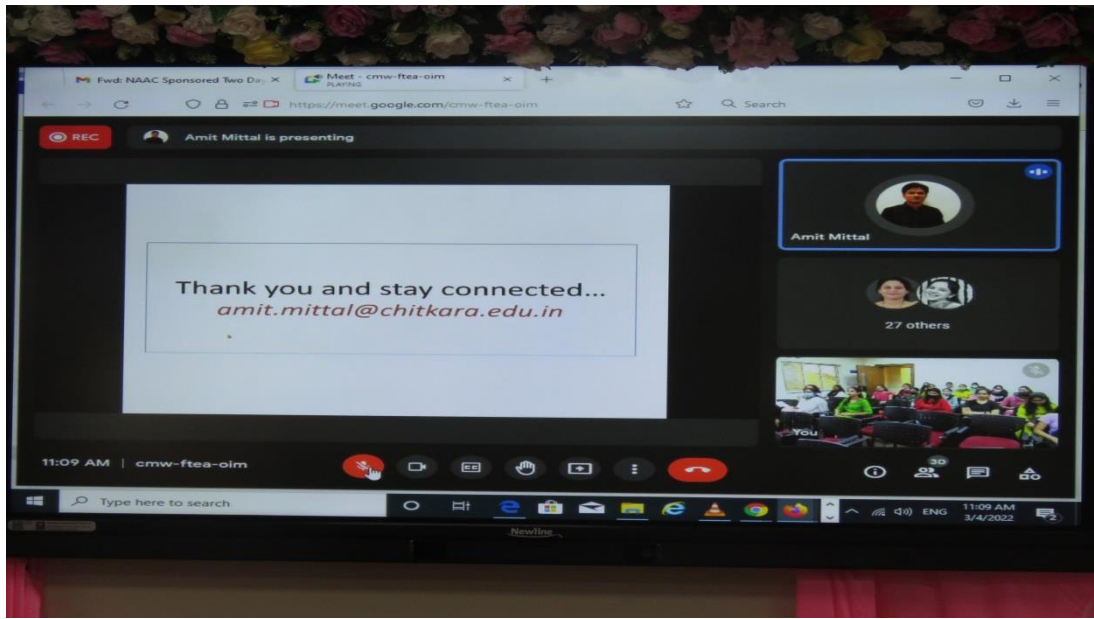 Fwd: NAAC Sponsored Two Day
Meet - cmw-ftea-oim
PLAYING
https://meet.google.com/cmw-ftea-oim
Search
REC
Amit Mittal is presenting
Thank you and stay connected...
amit.mittal@chitkara.edu.in
Amit Mittal
27 others
You
11:09 AM | cmw-ftea-oim
CC
30
Type here to search
ENG
11:09 AM
3/4/2022
2
Newline